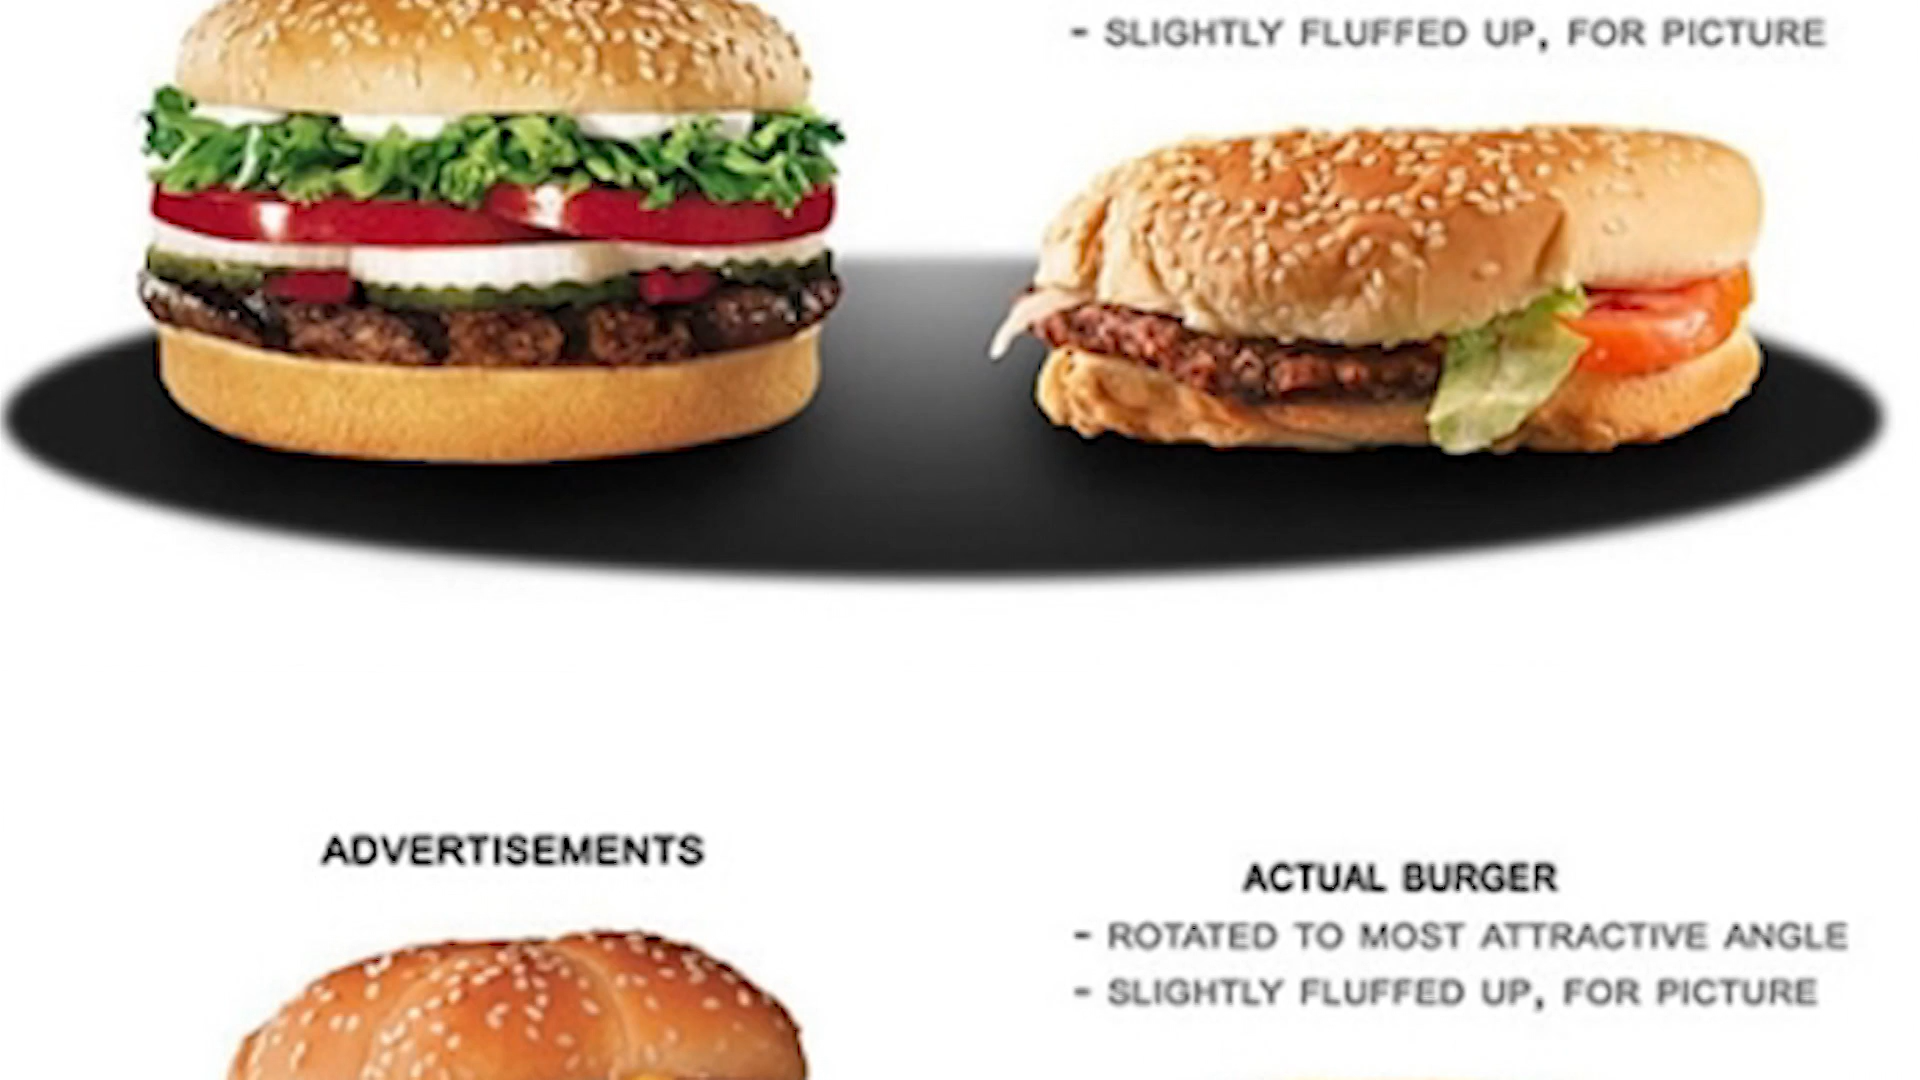 - SLIGHTLY FLUFFED UP, FOR PICTURE
ADVERTISEMENTS
ACTUAL BURGER
- ROTATED TO MOST ATTRACTIVE ANGLE
- SLIGHTLY FLUFFED UP, FOR PICTURE